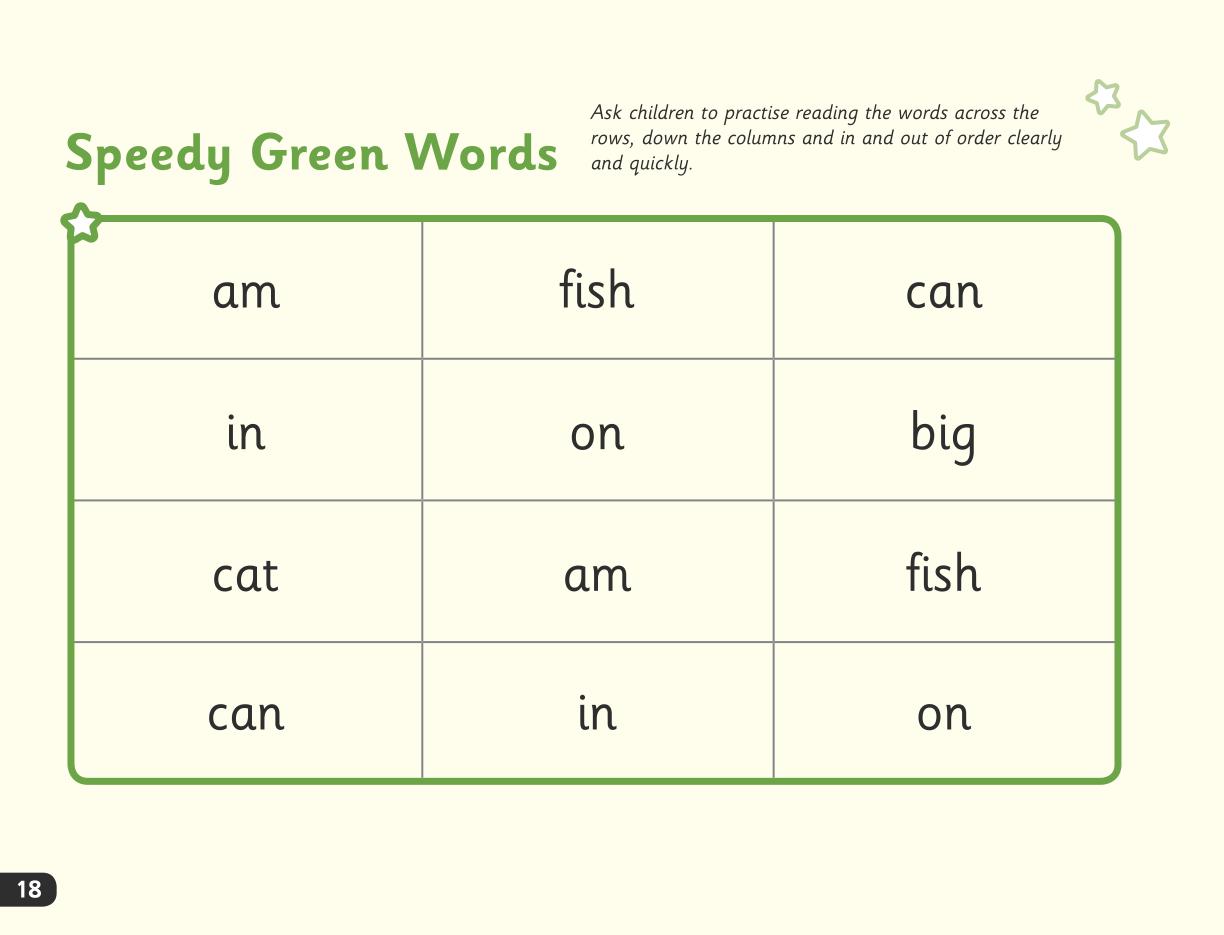 Speedy Green Words
Ask children to practise reading the words across the
rows, down the columns and in and out of order clearly
and quickly.
am fish can
in on big
cat am fish
can in on
18